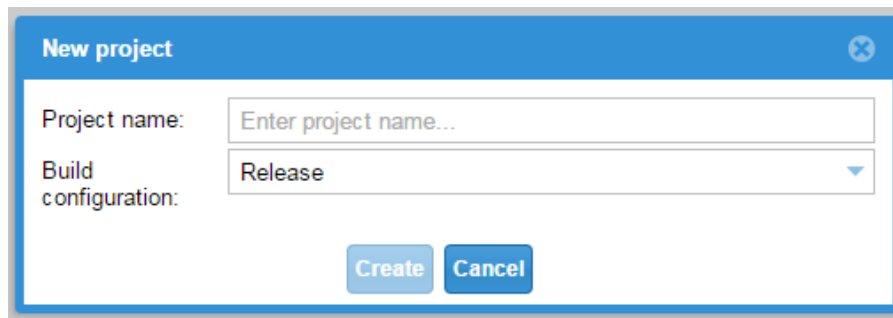 New project
Project name: Enter project name...
Build configuration: Release
Create Cancel